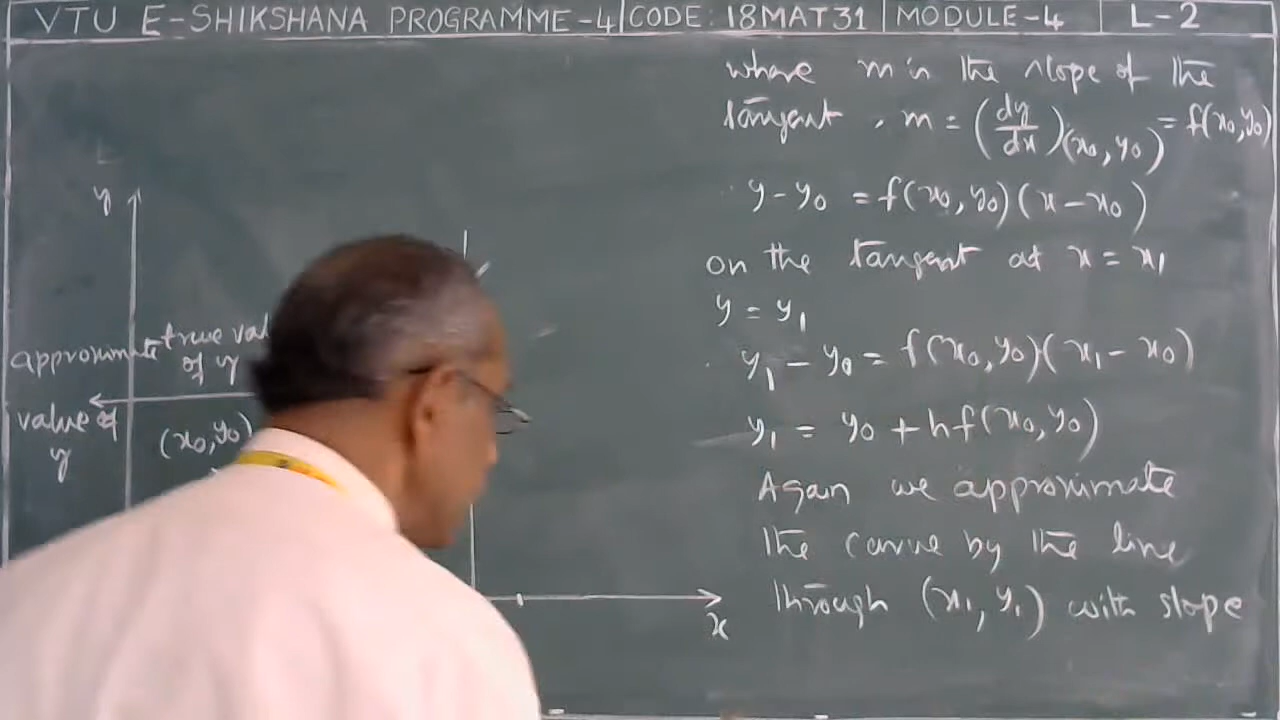 VTU E-SHIKSHANA PROGRAMME-4 | CODE: 18MAT31 | MODULE-4 | L-2
y
approximate
value of
y
true val
of y
(x₀, y₀)
x
where m is the slope of the
tangent, m = (dy/dx)(x₀, y₀) = f(x₀, y₀)
y - y₀ = f(x₀, y₀)(x - x₀)
on the tangent at x = x₁
y = y₁
y₁ - y₀ = f(x₀, y₀)(x₁ - x₀)
y₁ = y₀ + hf(x₀, y₀)
Again we approximate
the curve by the line
through (x₁, y₁) with slope